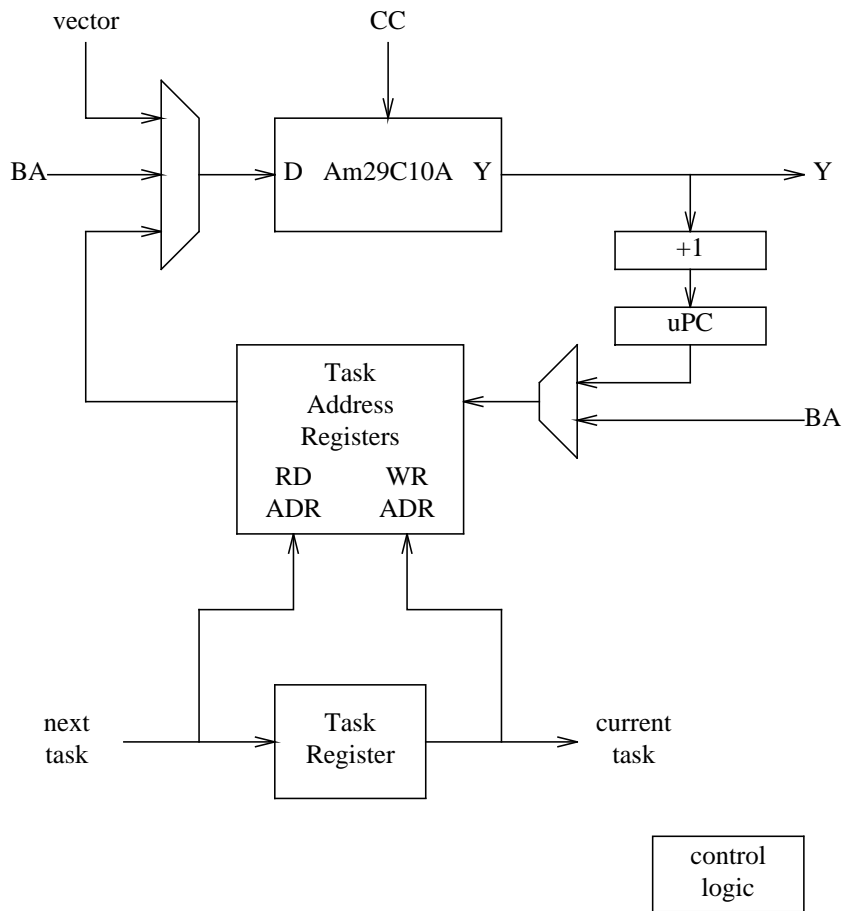 vector
CC
BA
D Am29C10A Y
Y
+1
uPC
Task
Address
Registers
BA
RD WR
ADR ADR
next
task
Task
Register
current
task
control
logic